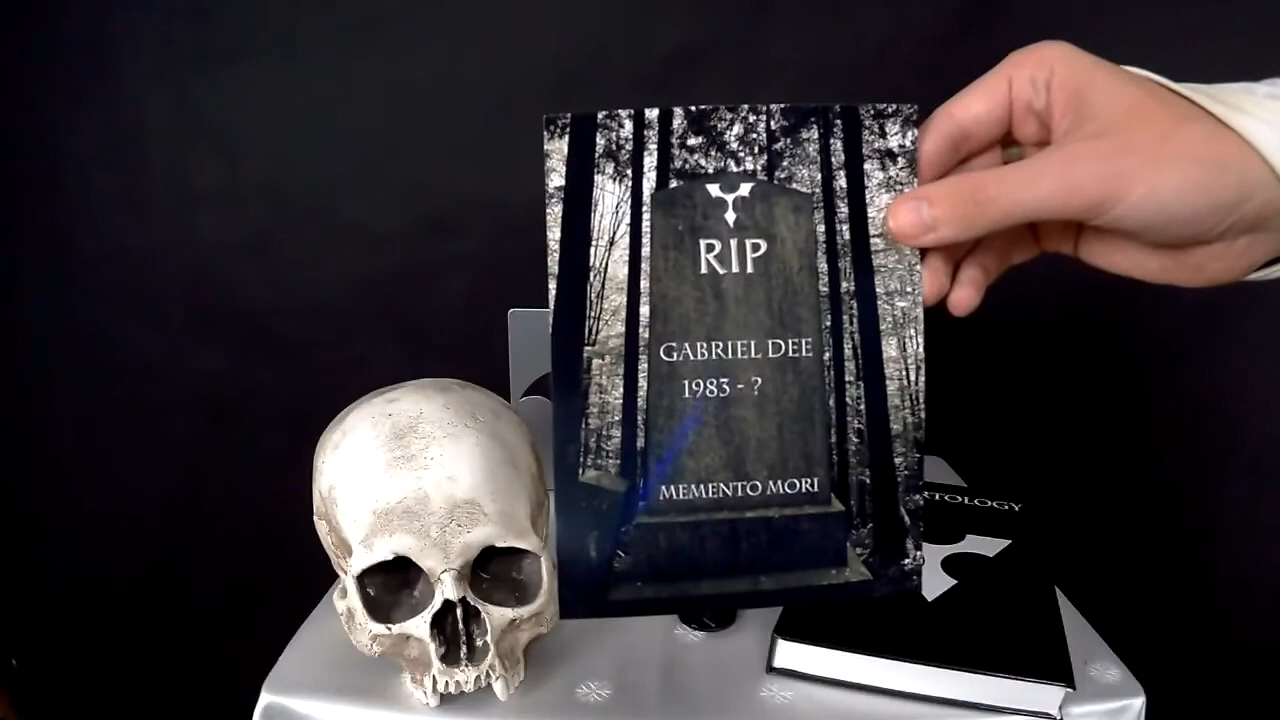 RIP
GABRIEL DEE
1983 - ?
MEMENTO MORI
RTOLOGY